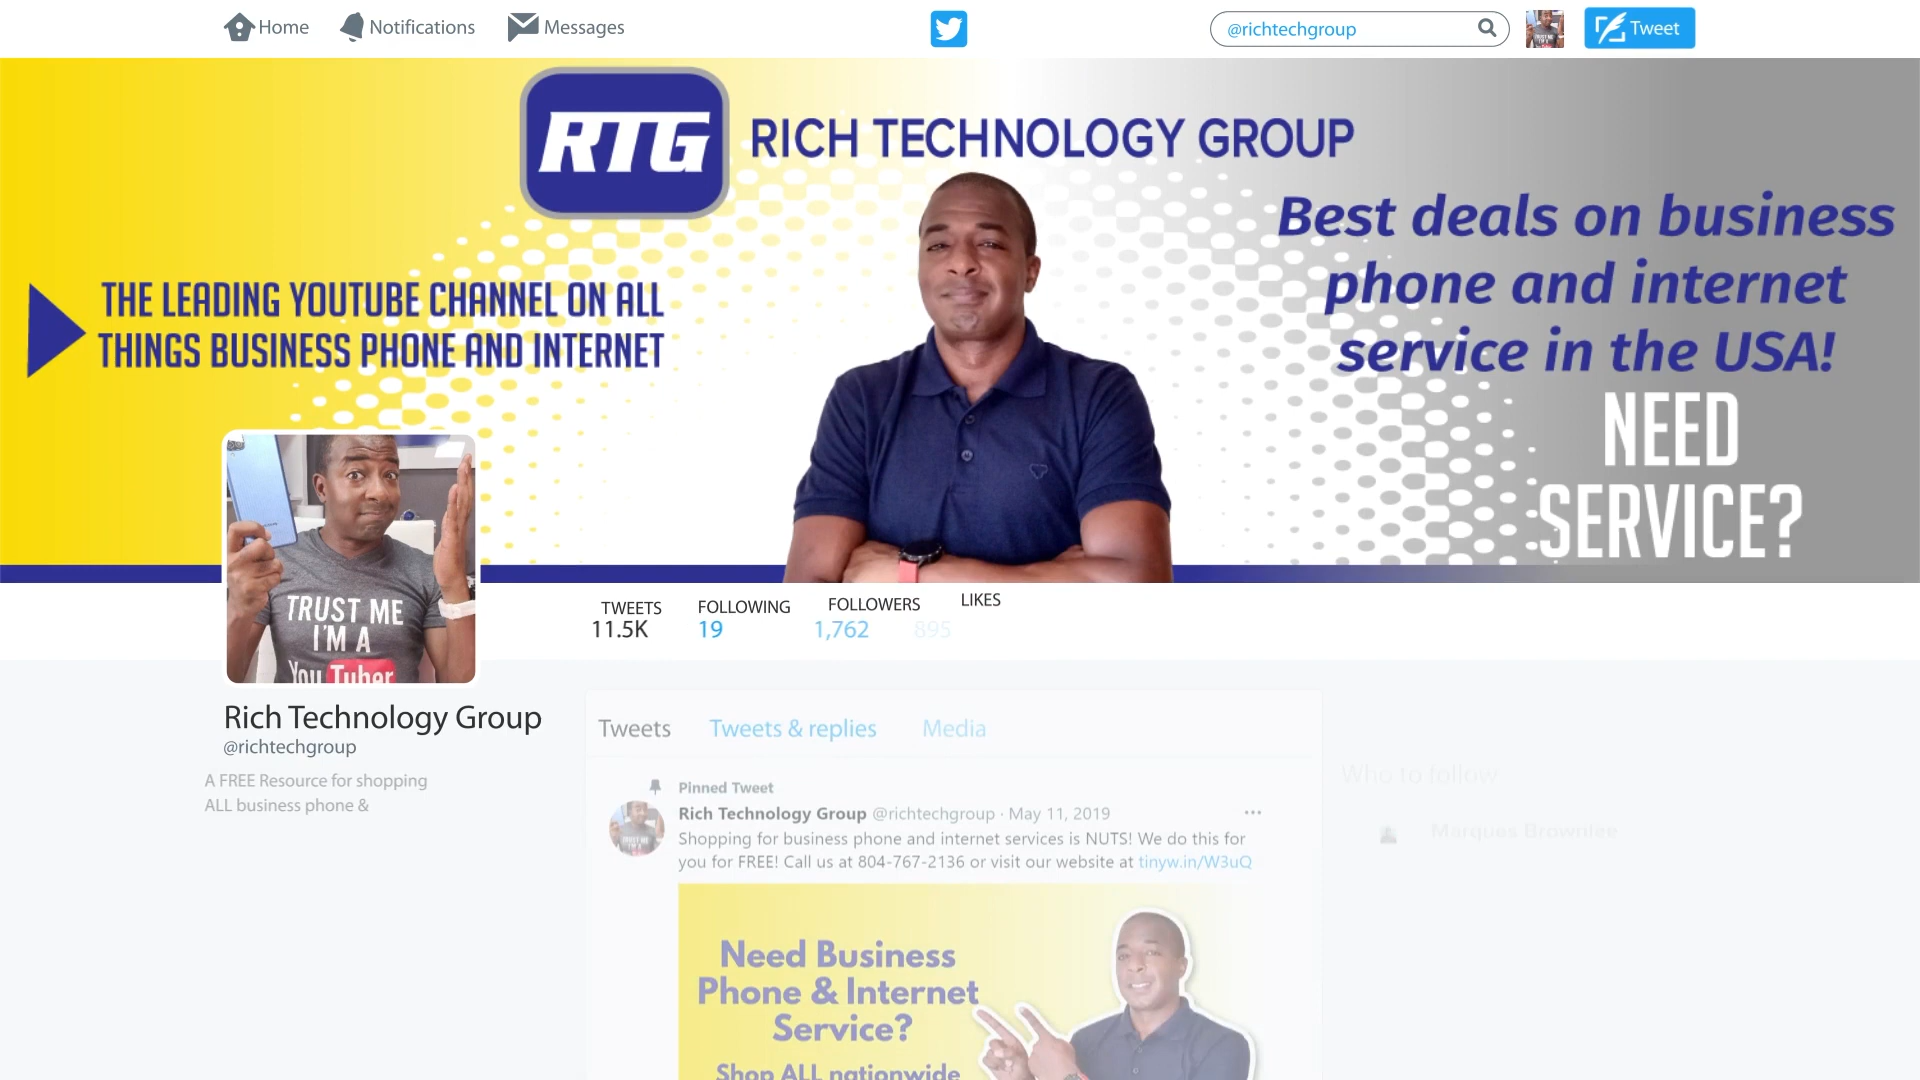 Home
Notifications
Messages
@richtechgroup
Tweet
RTG
RICH TECHNOLOGY GROUP
THE LEADING YOUTUBE CHANNEL ON ALL
THINGS BUSINESS PHONE AND INTERNET
Best deals on business
phone and internet
service in the USA!
NEED
SERVICE?
TRUST ME
I'M A
You Tuber
TWEETS
FOLLOWING
FOLLOWERS
LIKES
11.5K
19
1,762
895
Rich Technology Group
@richtechgroup
A FREE Resource for shopping
ALL business phone &
Tweets
Tweets & replies
Media
Pinned Tweet
Rich Technology Group @richtechgroup · May 11, 2019
Shopping for business phone and internet services is NUTS! We do this for
you for FREE! Call us at 804-767-2136 or visit our website at tinyw.in/W3uQ
Need Business
Phone & Internet
Service?
Shop ALL nationwide
Who to follow
Marques Brownlee